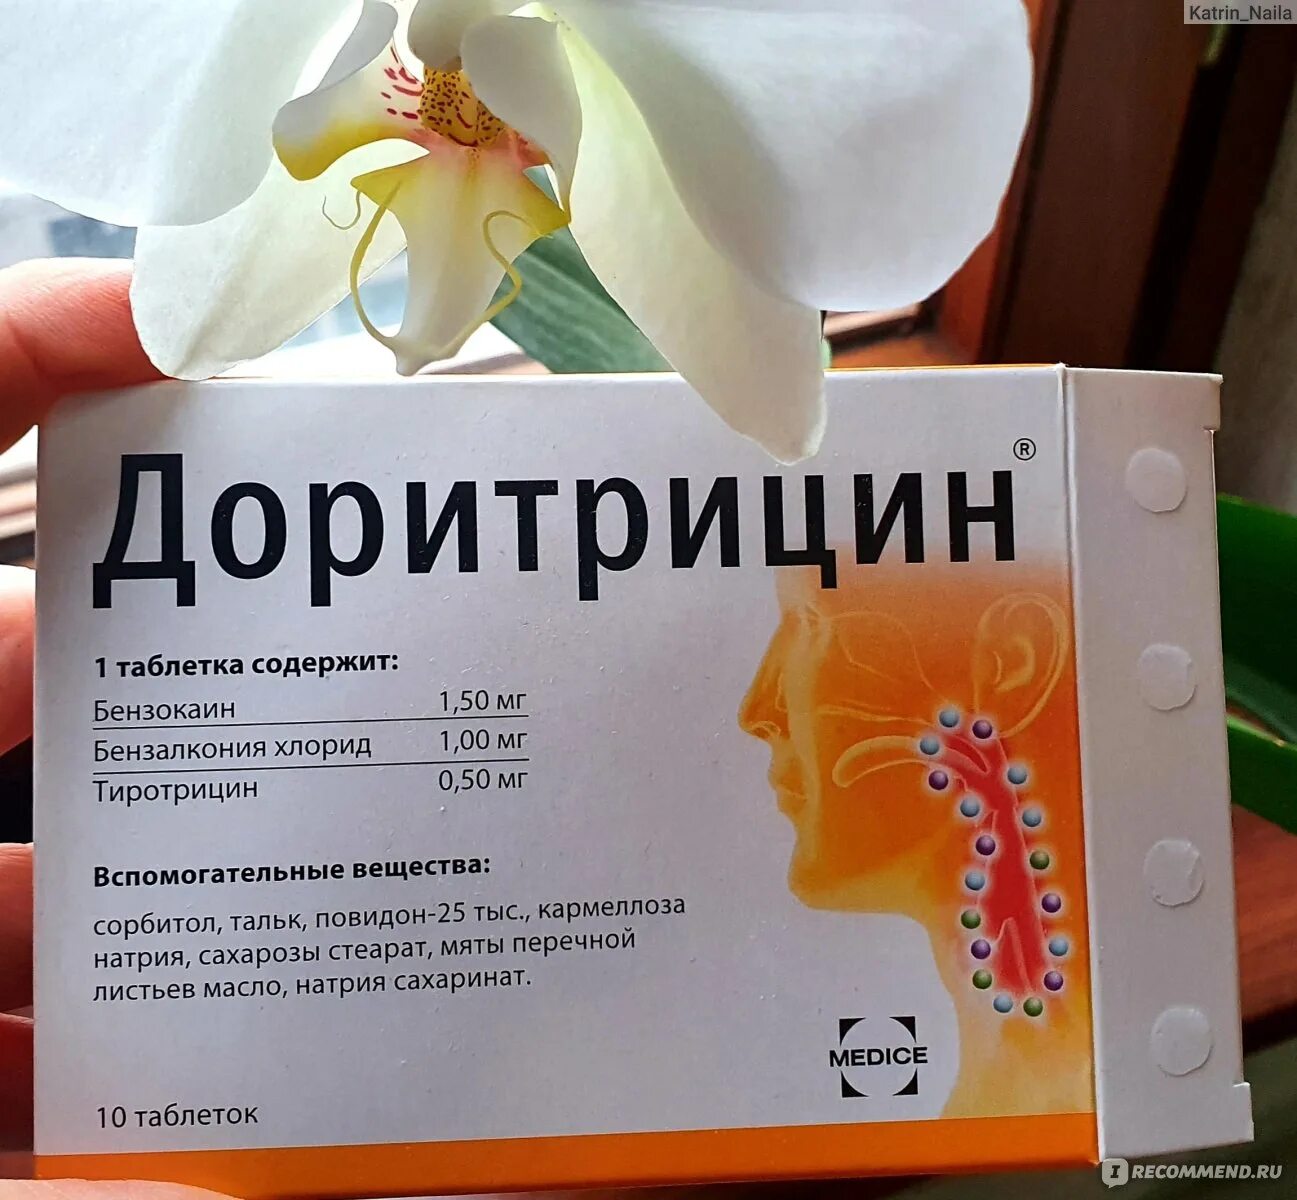 Katrin_Naila
Доритрицин®
1 таблетка содержит:
Бензокаин 1,50 мг
Бензалкония хлорид 1,00 мг
Тиротрицин 0,50 мг
Вспомогательные вещества:
сорбитол, тальк, повидон-25 тыс., кармеллоза
натрия, сахарозы стеарат, мяты перечной
листьев масло, натрия сахаринат.
MEDICE
10 таблеток
IRECOMMEND.RU